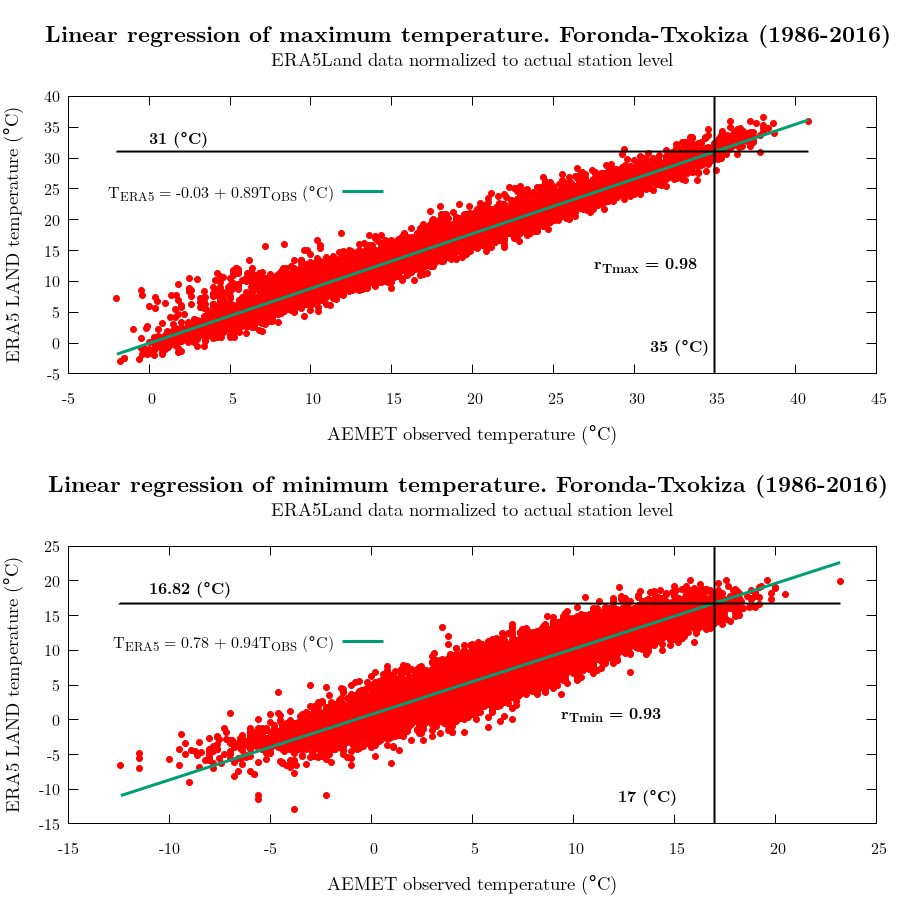 Linear regression of maximum temperature. Foronda-Txokiza (1986-2016)
ERA5Land data normalized to actual station level
ERA5 LAND temperature (°C)
40
35
30
25
20
15
10
5
0
-5
31 (°C)
T_ERA5 = -0.03 + 0.89T_OBS (°C)
r_Tmax = 0.98
35 (°C)
-5 0 5 10 15 20 25 30 35 40 45
AEMET observed temperature (°C)
Linear regression of minimum temperature. Foronda-Txokiza (1986-2016)
ERA5Land data normalized to actual station level
ERA5 LAND temperature (°C)
25
20
15
10
5
0
-5
-10
-15
16.82 (°C)
T_ERA5 = 0.78 + 0.94T_OBS (°C)
r_Tmin = 0.93
17 (°C)
-15 -10 -5 0 5 10 15 20 25
AEMET observed temperature (°C)